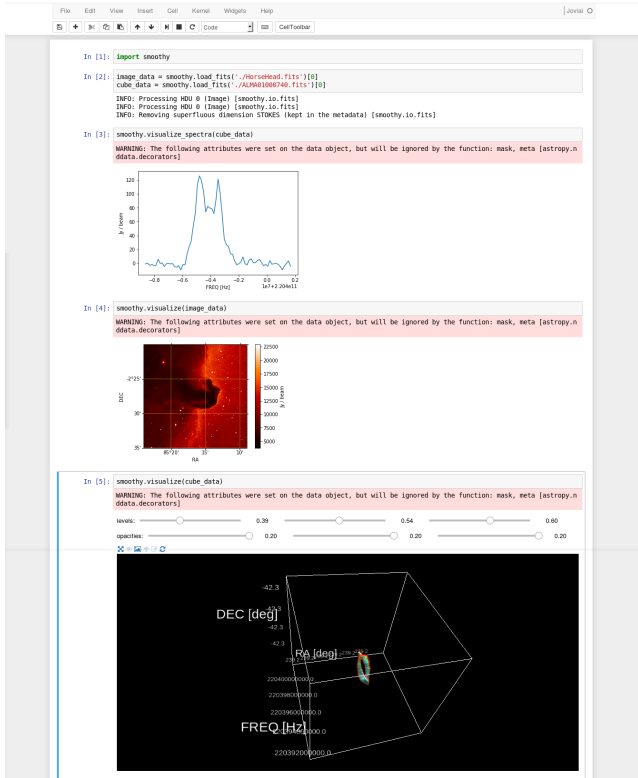 File Edit View Insert Cell Kernel Widgets Help Jovial
Code CellToolbar
In [1]: import smoothy
In [2]: image_data = smoothy.load_fits('./HorseHead.fits')[0]
cube_data = smoothy.load_fits('./ALMA01000740.fits')[0]
INFO: Processing HDU 0 (Image) [smoothy.io.fits]
INFO: Processing HDU 0 (Image) [smoothy.io.fits]
INFO: Removing superfluous dimension STOKES (kept in the metadata) [smoothy.io.fits]
In [3]: smoothy.visualize_spectra(cube_data)
WARNING: The following attributes were set on the data object, but will be ignored by the function: mask, meta [astropy.n
ddata.decorators]
120
100
80
60
40
20
0
Jy / beam
−0.8 −0.6 −0.4 −0.2 0.0 0.2
FREQ [Hz] 1e7+2.204e11
In [4]: smoothy.visualize(image_data)
WARNING: The following attributes were set on the data object, but will be ignored by the function: mask, meta [astropy.n
ddata.decorators]
22500
20000
17500
15000
12500
10000
7500
5000
Jy / beam
-2°25'
30'
35'
DEC
85°20' 15' 10'
RA
In [5]: smoothy.visualize(cube_data)
WARNING: The following attributes were set on the data object, but will be ignored by the function: mask, meta [astropy.n
ddata.decorators]
levels: 0.39 0.54 0.60
opacities: 0.20 0.20 0.20
-42.3
-42.3
DEC [deg]
-42.3
-42.3
RA [deg]
220400000000.0
220398000000.0
220396000000.0
FREQ [Hz]
220394000000.0
220392000000.0